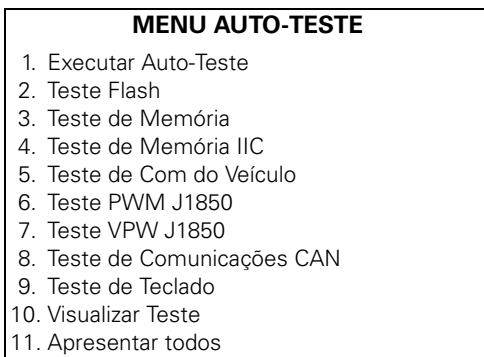 MENU AUTO-TESTE
1. Executar Auto-Teste
2. Teste Flash
3. Teste de Memória
4. Teste de Memória IIC
5. Teste de Com do Veículo
6. Teste PWM J1850
7. Teste VPW J1850
8. Teste de Comunicações CAN
9. Teste de Teclado
10. Visualizar Teste
11. Apresentar todos